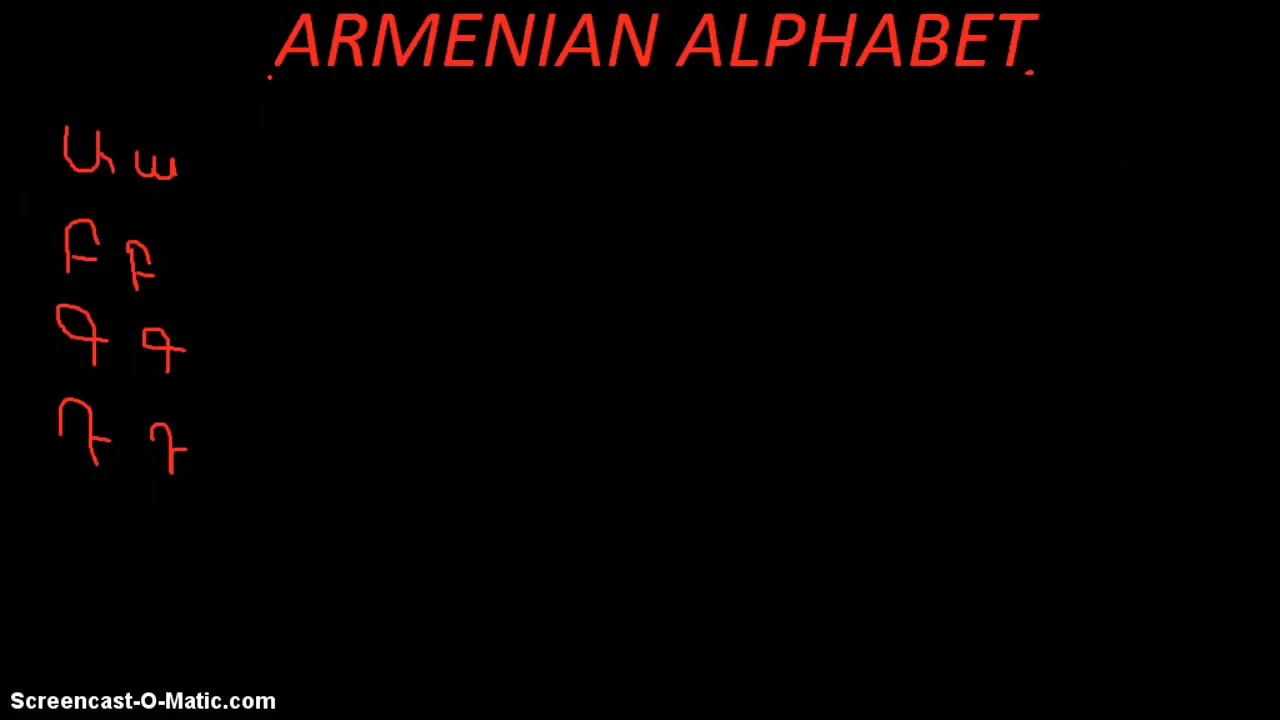 ARMENIAN ALPHABET
Ա ա
Բ բ
Գ գ
Դ դ
Screencast-O-Matic.com